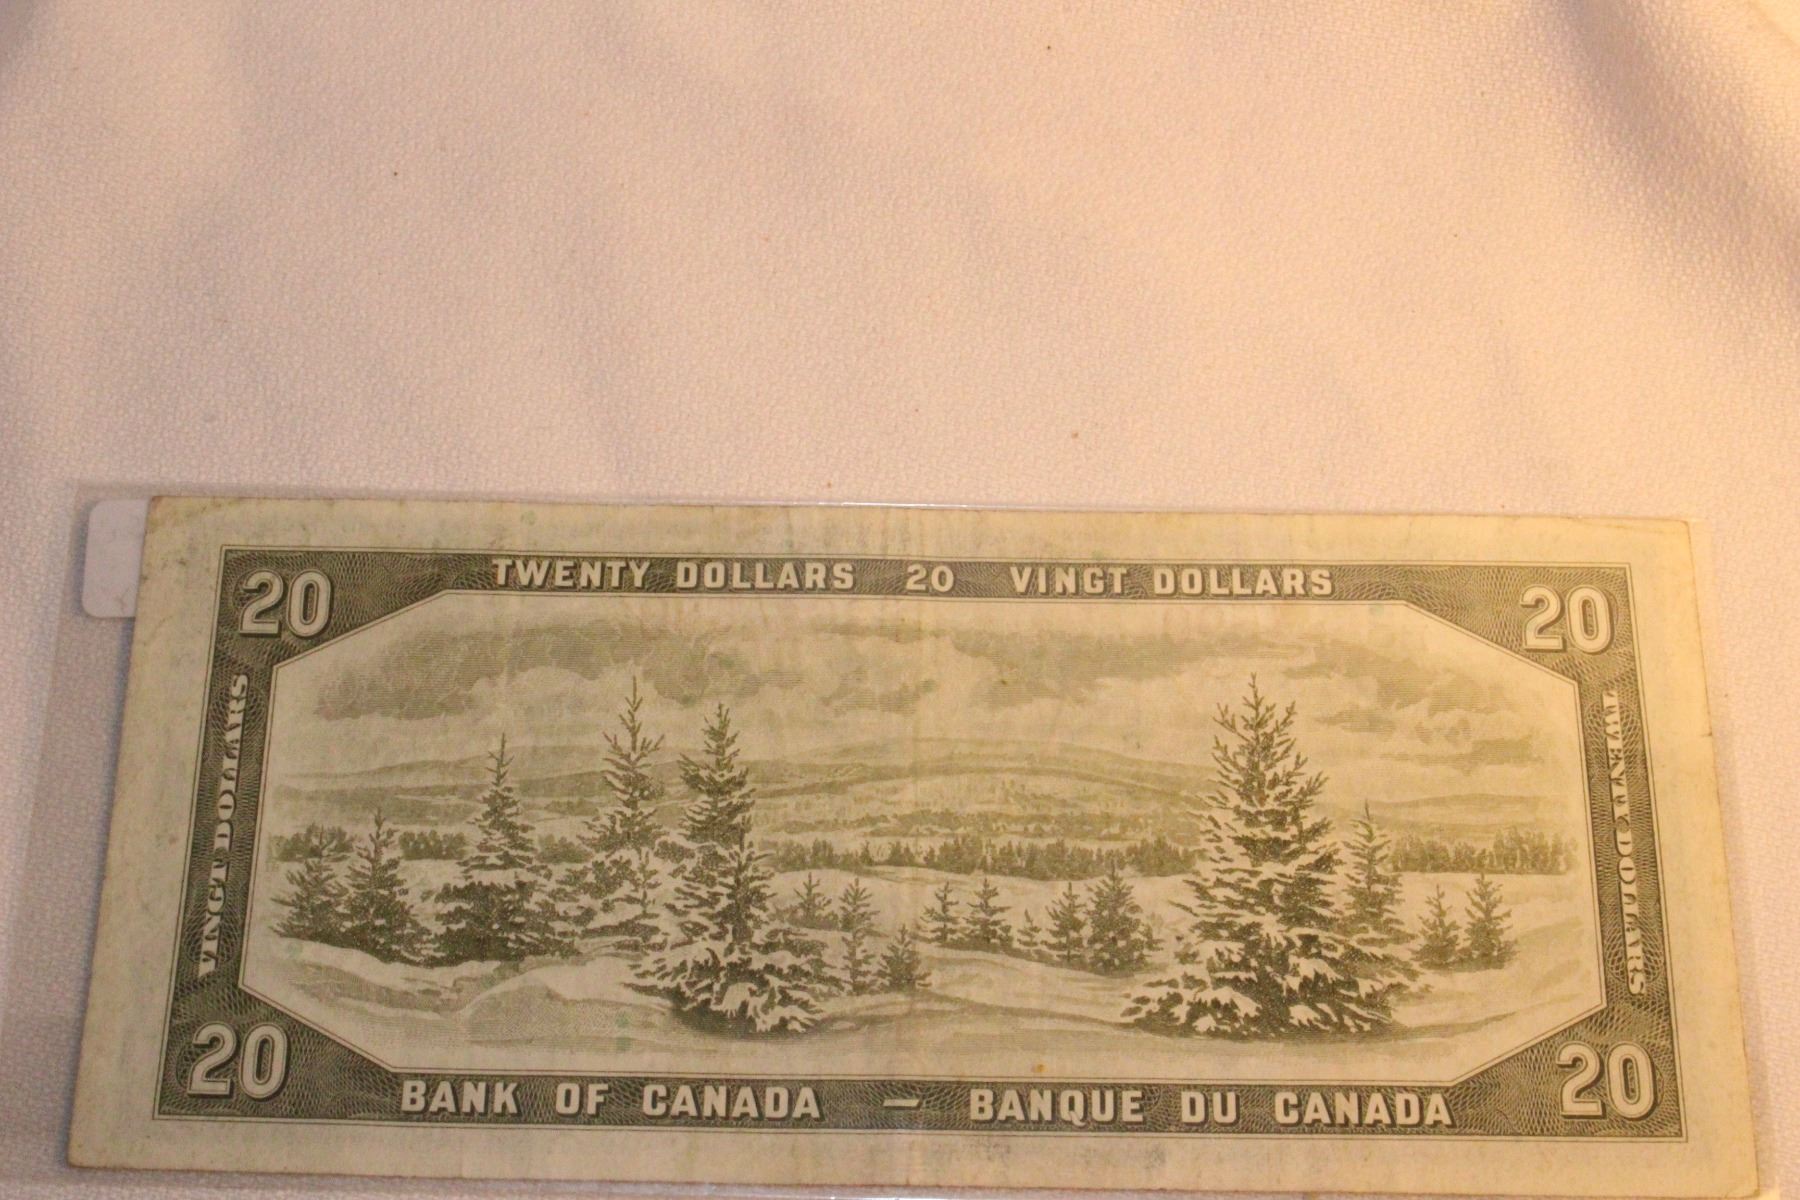 TWENTY DOLLARS 20 VINGT DOLLARS
20
20
VINGT DOLLARS
TWENTY DOLLARS
20
20
BANK OF CANADA — BANQUE DU CANADA